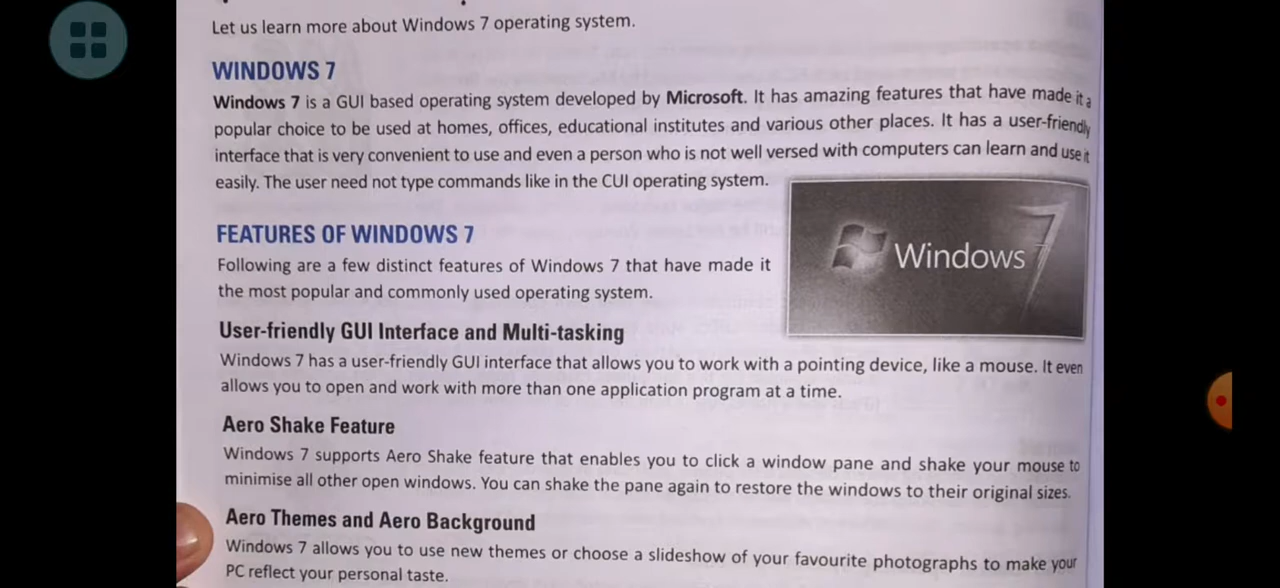 Let us learn more about Windows 7 operating system.
WINDOWS 7
Windows 7 is a GUI based operating system developed by Microsoft. It has amazing features that have made it a
popular choice to be used at homes, offices, educational institutes and various other places. It has a user-friendly
interface that is very convenient to use and even a person who is not well versed with computers can learn and use it
easily. The user need not type commands like in the CUI operating system.
Windows 7
FEATURES OF WINDOWS 7
Following are a few distinct features of Windows 7 that have made it
the most popular and commonly used operating system.
User-friendly GUI Interface and Multi-tasking
Windows 7 has a user-friendly GUI interface that allows you to work with a pointing device, like a mouse. It even
allows you to open and work with more than one application program at a time.
Aero Shake Feature
Windows 7 supports Aero Shake feature that enables you to click a window pane and shake your mouse to
minimise all other open windows. You can shake the pane again to restore the windows to their original sizes.
Aero Themes and Aero Background
Windows 7 allows you to use new themes or choose a slideshow of your favourite photographs to make your
PC reflect your personal taste.